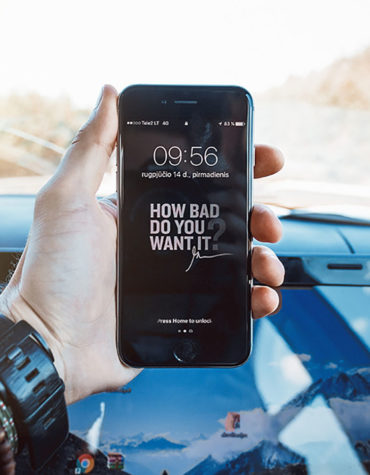 Tele2 LT 4G 83 %
09:56
rugpjūčio 14 d., pirmadienis
HOW BAD
DO YOU
WANT IT?
Press Home to unlock